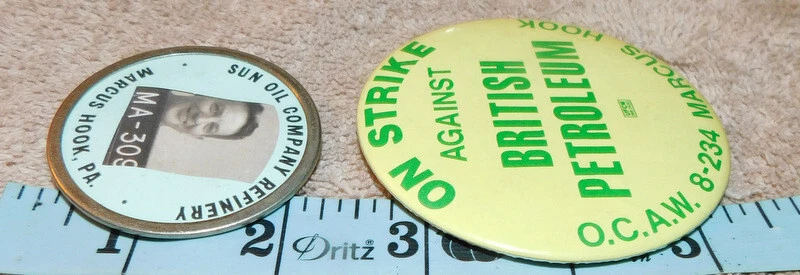 SUN OIL COMPANY REFINERY
MA-309
MARCUS HOOK, PA.
ON STRIKE
AGAINST
BRITISH
PETROLEUM
O.C.A.W. 8-234 MARCUS HOOK
1 2 Dritz® 3 5